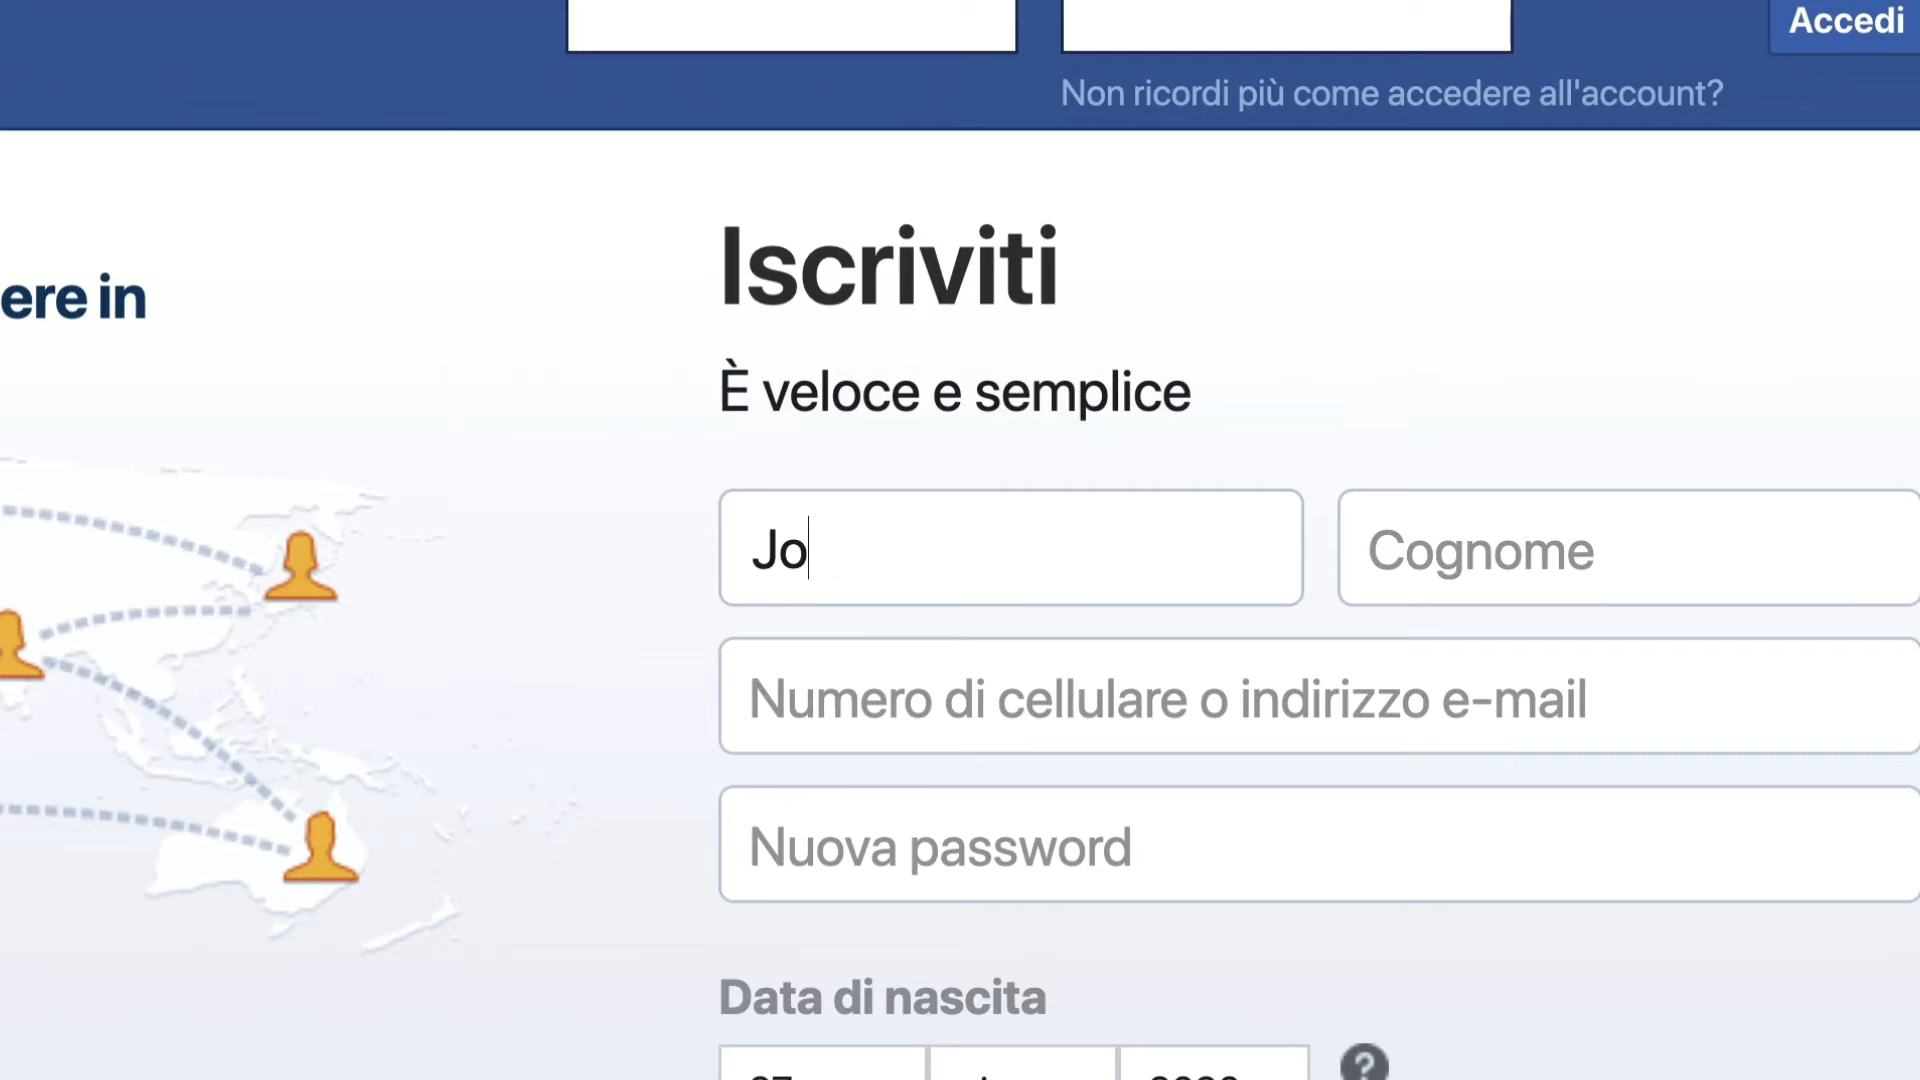 Accedi
Non ricordi più come accedere all'account?
ere in
Iscriviti
È veloce e semplice
Jo
Cognome
Numero di cellulare o indirizzo e-mail
Nuova password
Data di nascita
?